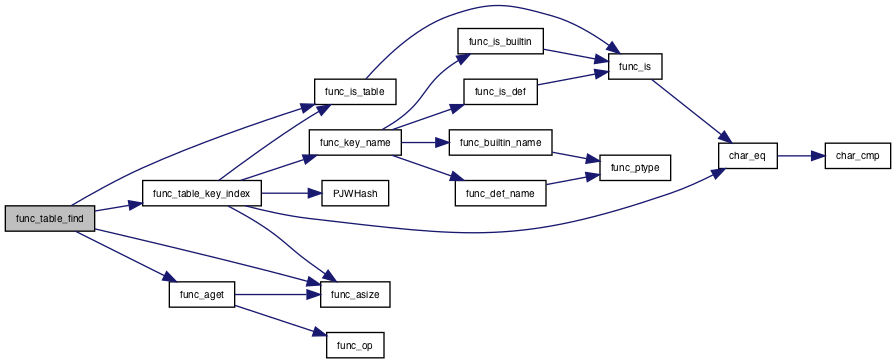 func_is_builtin
func_is
func_is_table
func_is_def
func_key_name
func_builtin_name
char_eq
char_cmp
func_ptype
func_table_key_index
PJWHash
func_def_name
func_table_find
func_aget
func_asize
func_op